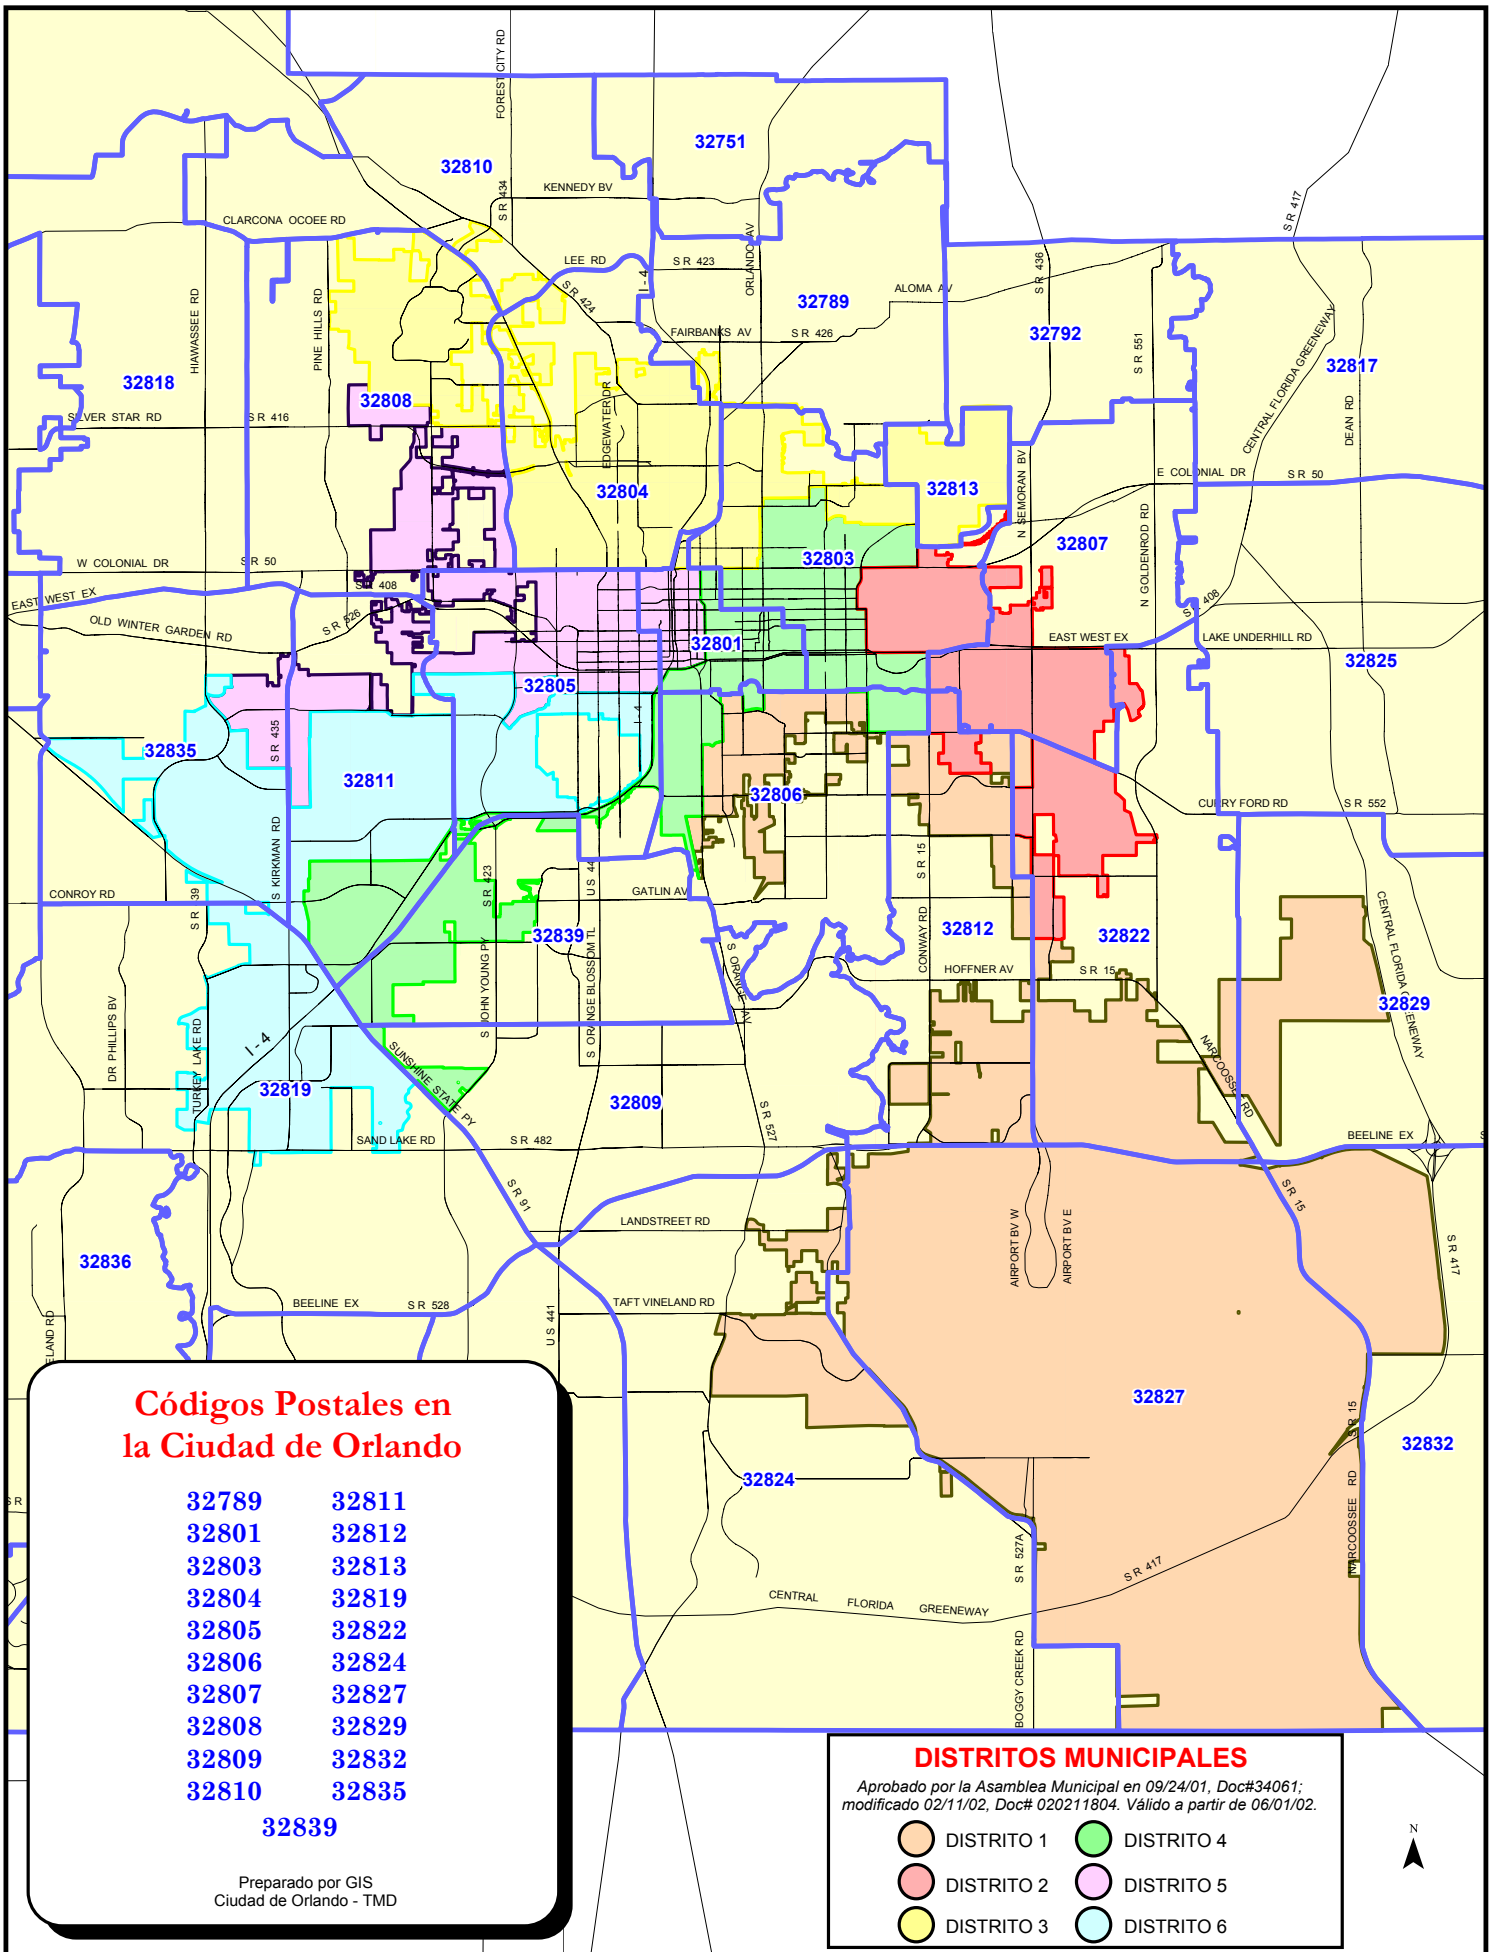 FOREST CITY RD
32751
32810
S R 434
KENNEDY BV
S R 417
CLARCONA OCOEE RD
ORLANDO AV
LEE RD
S R 423
S R 436
I - 4
S R 424
HIAWASSEE RD
PINE HILLS RD
32789
ALOMA AV
FAIRBANKS AV
S R 426
32792
S R 551
CENTRAL FLORIDA GREENEWAY
32817
32818
32808
EDGEWATER DR
DEAN RD
SILVER STAR RD
S R 416
N SEMORAN BV
E COLONIAL DR
S R 50
32804
32813
N GOLDENROD RD
W COLONIAL DR
S R 50
32803
32807
S R 408
EAST WEST EX
S R 408
OLD WINTER GARDEN RD
S R 526
32801
EAST WEST EX
LAKE UNDERHILL RD
32825
32805
I - 4
S R 435
32835
32811
32806
CURRY FORD RD
S R 552
S KIRKMAN RD
S R 15
S R 423
U S 44
CONROY RD
S R 439
GATLIN AV
CONWAY RD
32839
32812
32822
CENTRAL FLORIDA GREENEWAY
S JOHN YOUNG PY
S ORANGE BLOSSOM TL
S ORANGE AV
HOFFNER AV
S R 15
32829
DR PHILLIPS BV
TURKEY LAKE RD
I - 4
SUNSHINE STATE PY
NARCOOSSEE RD
32819
32809
S R 527
SAND LAKE RD
S R 482
BEELINE EX
S R 91
S R 15
LANDSTREET RD
AIRPORT BV W
AIRPORT BV E
S R 417
32836
BEELINE EX
S R 528
TAFT VINELAND RD
U S 441
ELAND RD
32827
S R 15
32832
32824
S R
NARCOOSSEE RD
S R 527A
S R 417
CENTRAL FLORIDA GREENEWAY
BOGGY CREEK RD
Códigos Postales en
la Ciudad de Orlando
32789 32811
32801 32812
32803 32813
32804 32819
32805 32822
32806 32824
32807 32827
32808 32829
32809 32832
32810 32835
32839
Preparado por GIS
Ciudad de Orlando - TMD
DISTRITOS MUNICIPALES
Aprobado por la Asamblea Municipal en 09/24/01, Doc#34061;
modificado 02/11/02, Doc# 020211804. Válido a partir de 06/01/02.
DISTRITO 1 DISTRITO 4
DISTRITO 2 DISTRITO 5
DISTRITO 3 DISTRITO 6
N